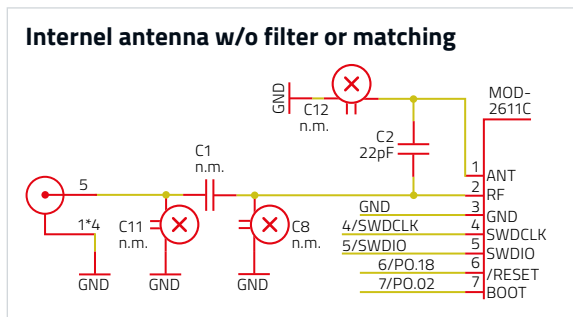 Internel antenna w/o filter or matching
GND
C12
n.m.
MOD-
2611C
C2
22pF
C1
n.m.
5
1*4
C11
n.m.
C8
n.m.
GND
GND
GND
1 ANT
2 RF
GND 3 GND
4/SWDCLK 4 SWDCLK
5/SWDIO 5 SWDIO
6/PO.18 6 /RESET
7/PO.02 7 BOOT